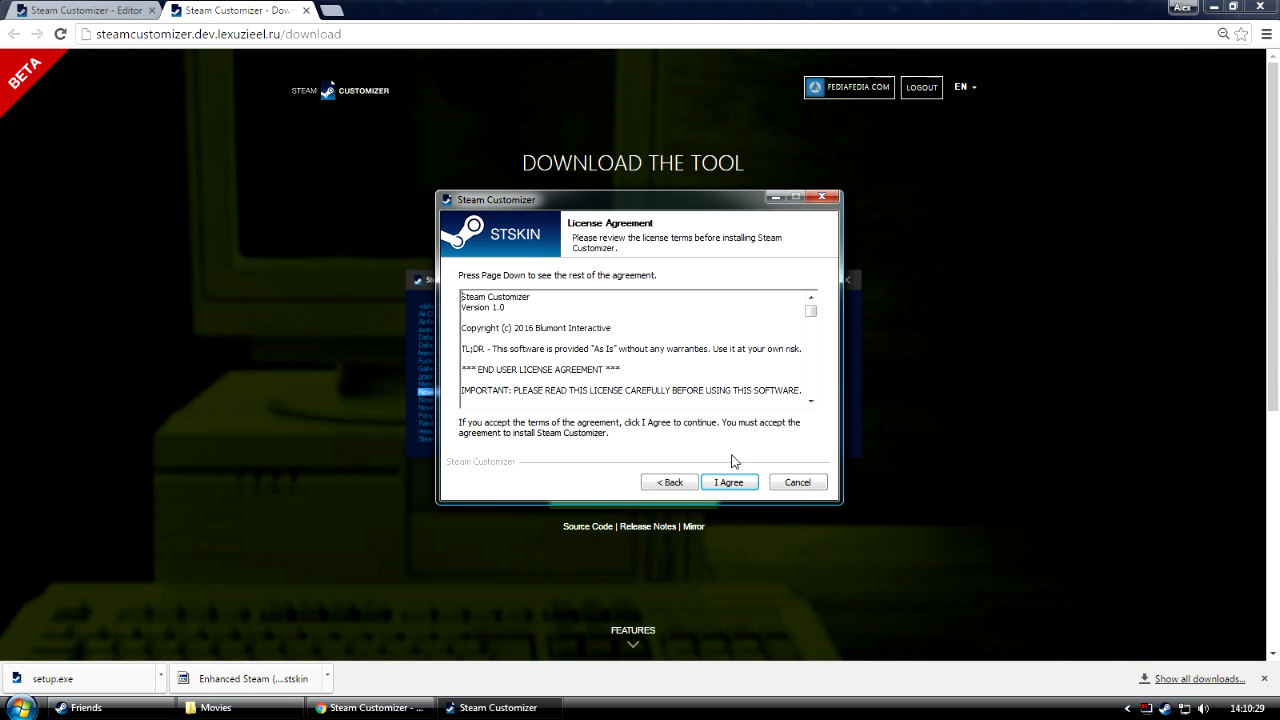 Steam Customizer - Editor
Steam Customizer - Dow
Alex
steamcustomizer.dev.lexuzieel.ru/download
BETA
STEAM CUSTOMIZER
FEDIAFEDIA.COM
LOGOUT
EN
DOWNLOAD THE TOOL
Steam Customizer
STSKIN
License Agreement
Please review the license terms before installing Steam
Customizer.
Press Page Down to see the rest of the agreement.
Steam Customizer
Version 1.0
Copyright (c) 2016 Blumont Interactive
TL;DR - This software is provided "As Is" without any warranties. Use it at your own risk.
*** END USER LICENSE AGREEMENT ***
IMPORTANT: PLEASE READ THIS LICENSE CAREFULLY BEFORE USING THIS SOFTWARE.
If you accept the terms of the agreement, click I Agree to continue. You must accept the
agreement to install Steam Customizer.
Steam Customizer
< Back
I Agree
Cancel
Source Code | Release Notes | Mirror
FEATURES
setup.exe
Enhanced Steam (....stskin
Show all downloads...
Friends
Movies
Steam Customizer - ...
Steam Customizer
14:10:29